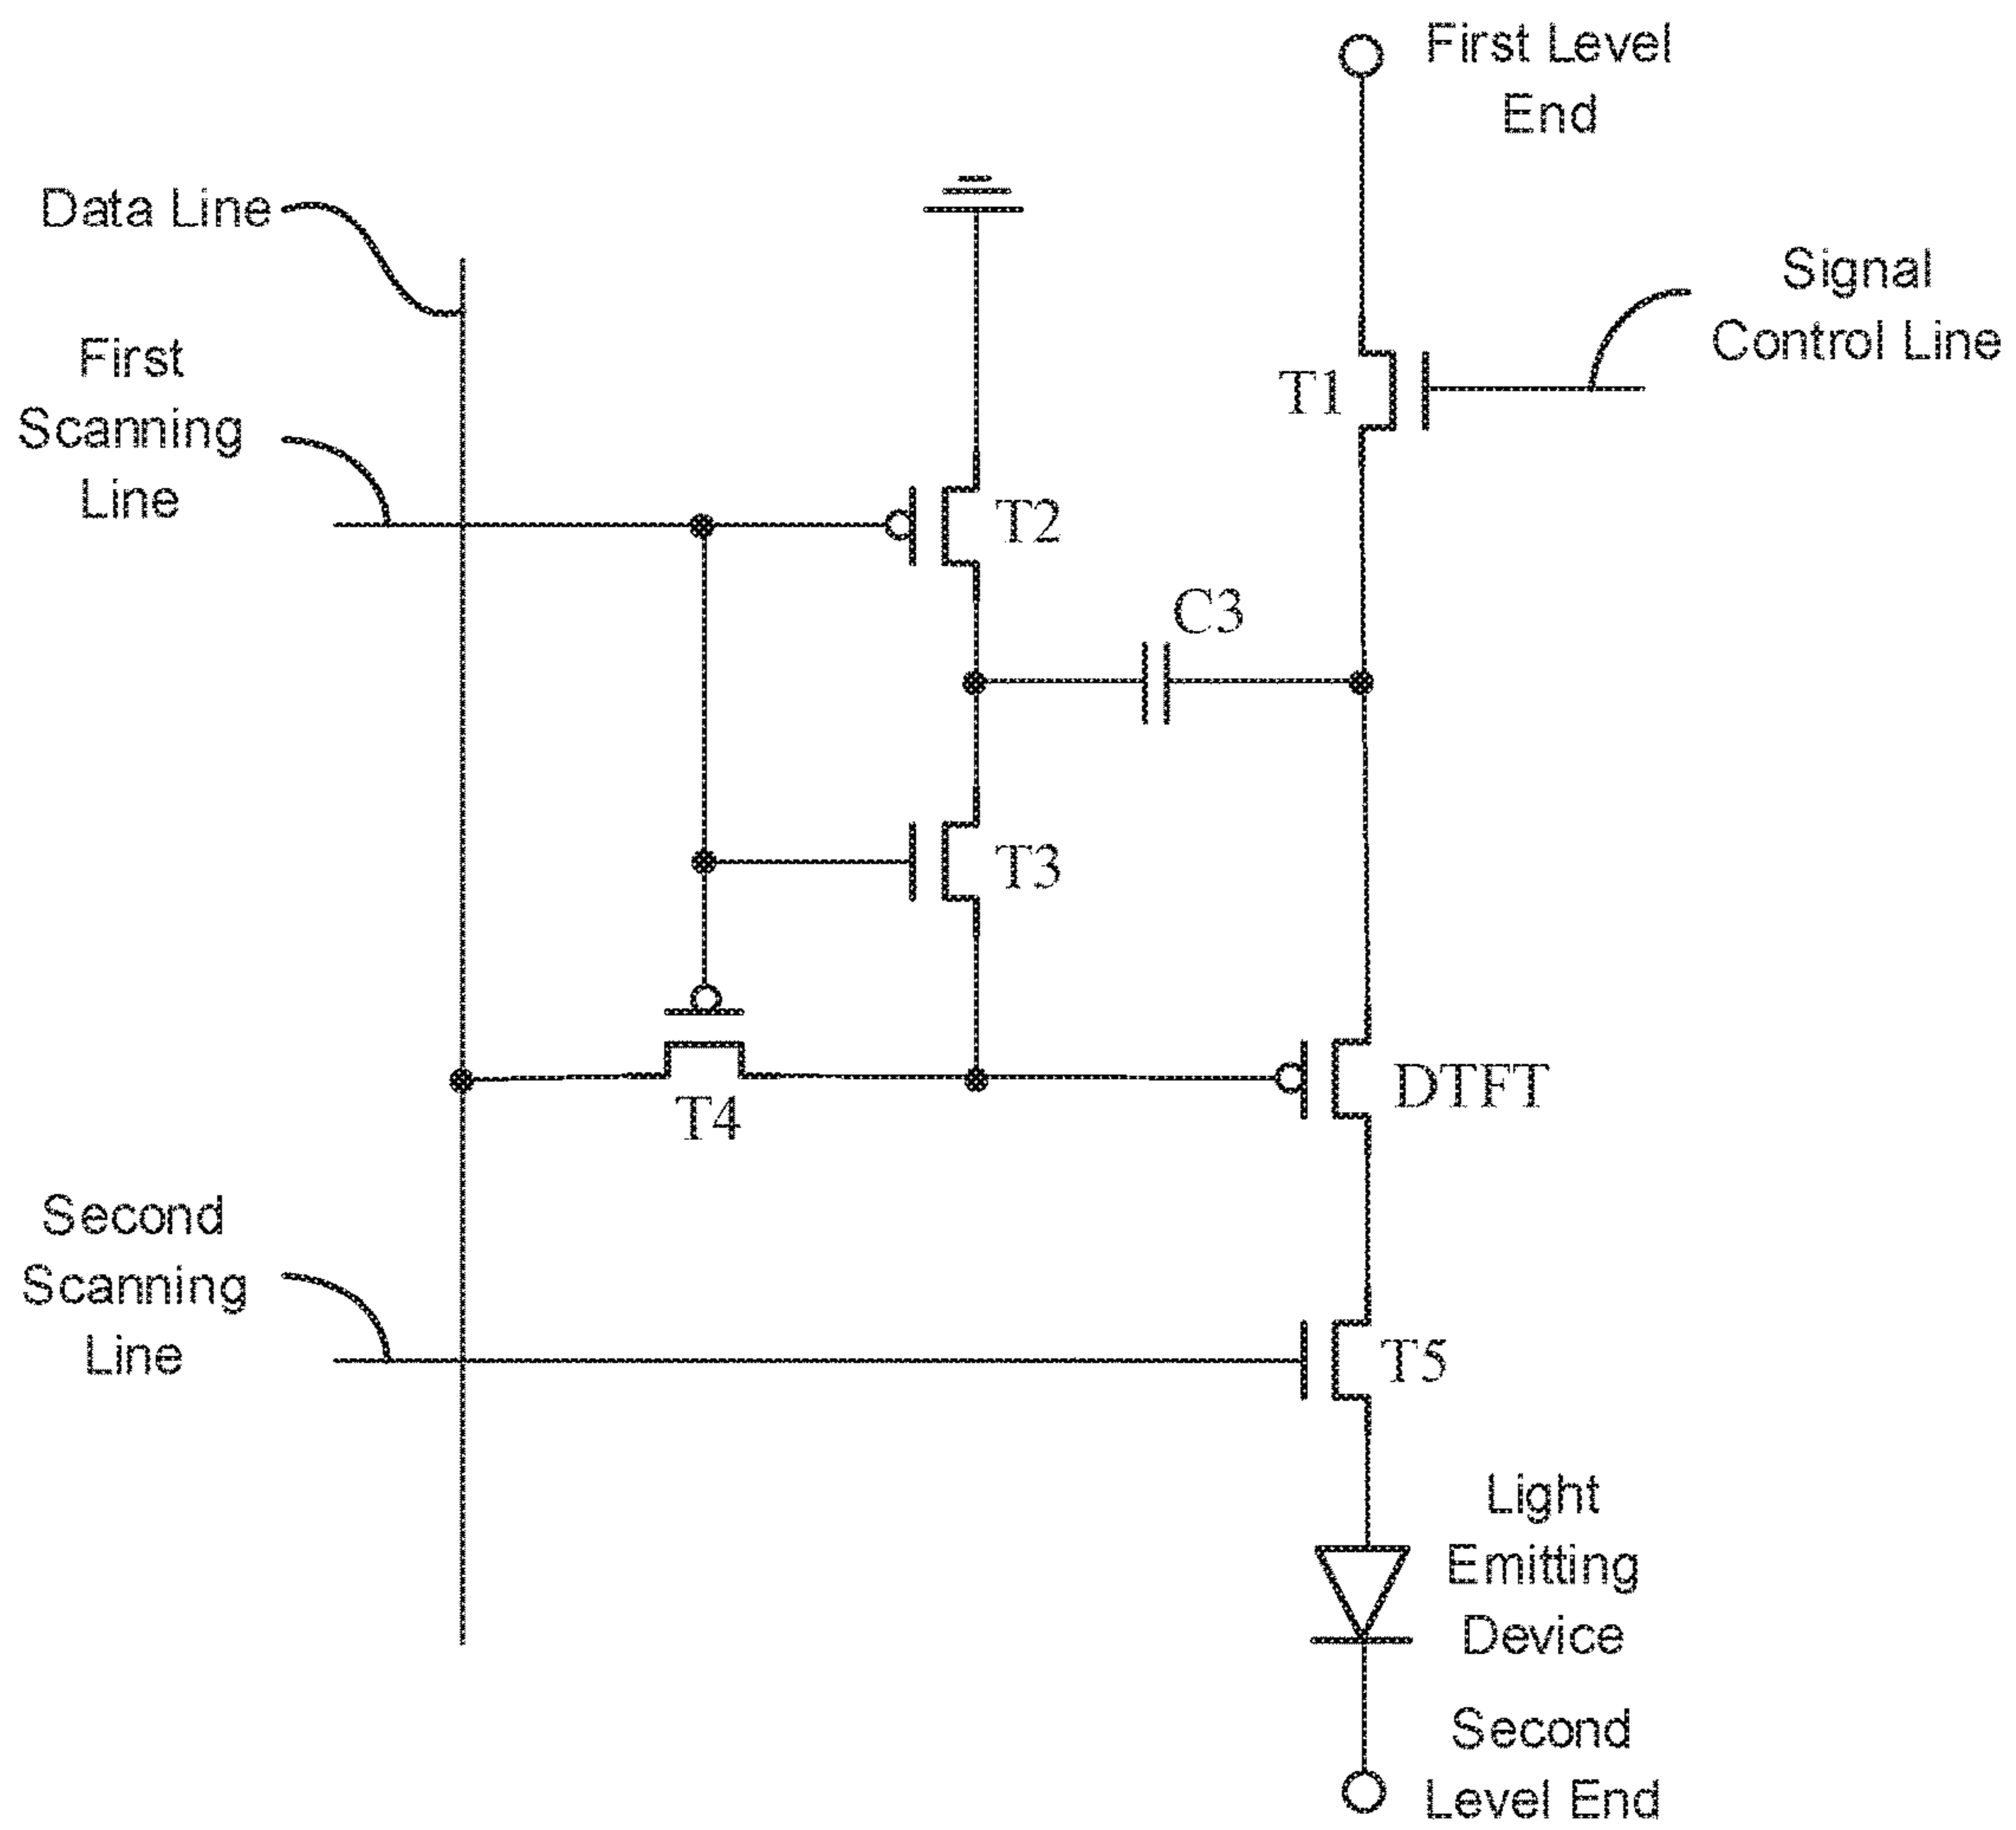 First Level
End
Data Line
Signal
Control Line
First
Scanning
Line
T1
T2
C3
T3
T4
DTFT
Second
Scanning
Line
T5
Light
Emitting
Device
Second
Level End